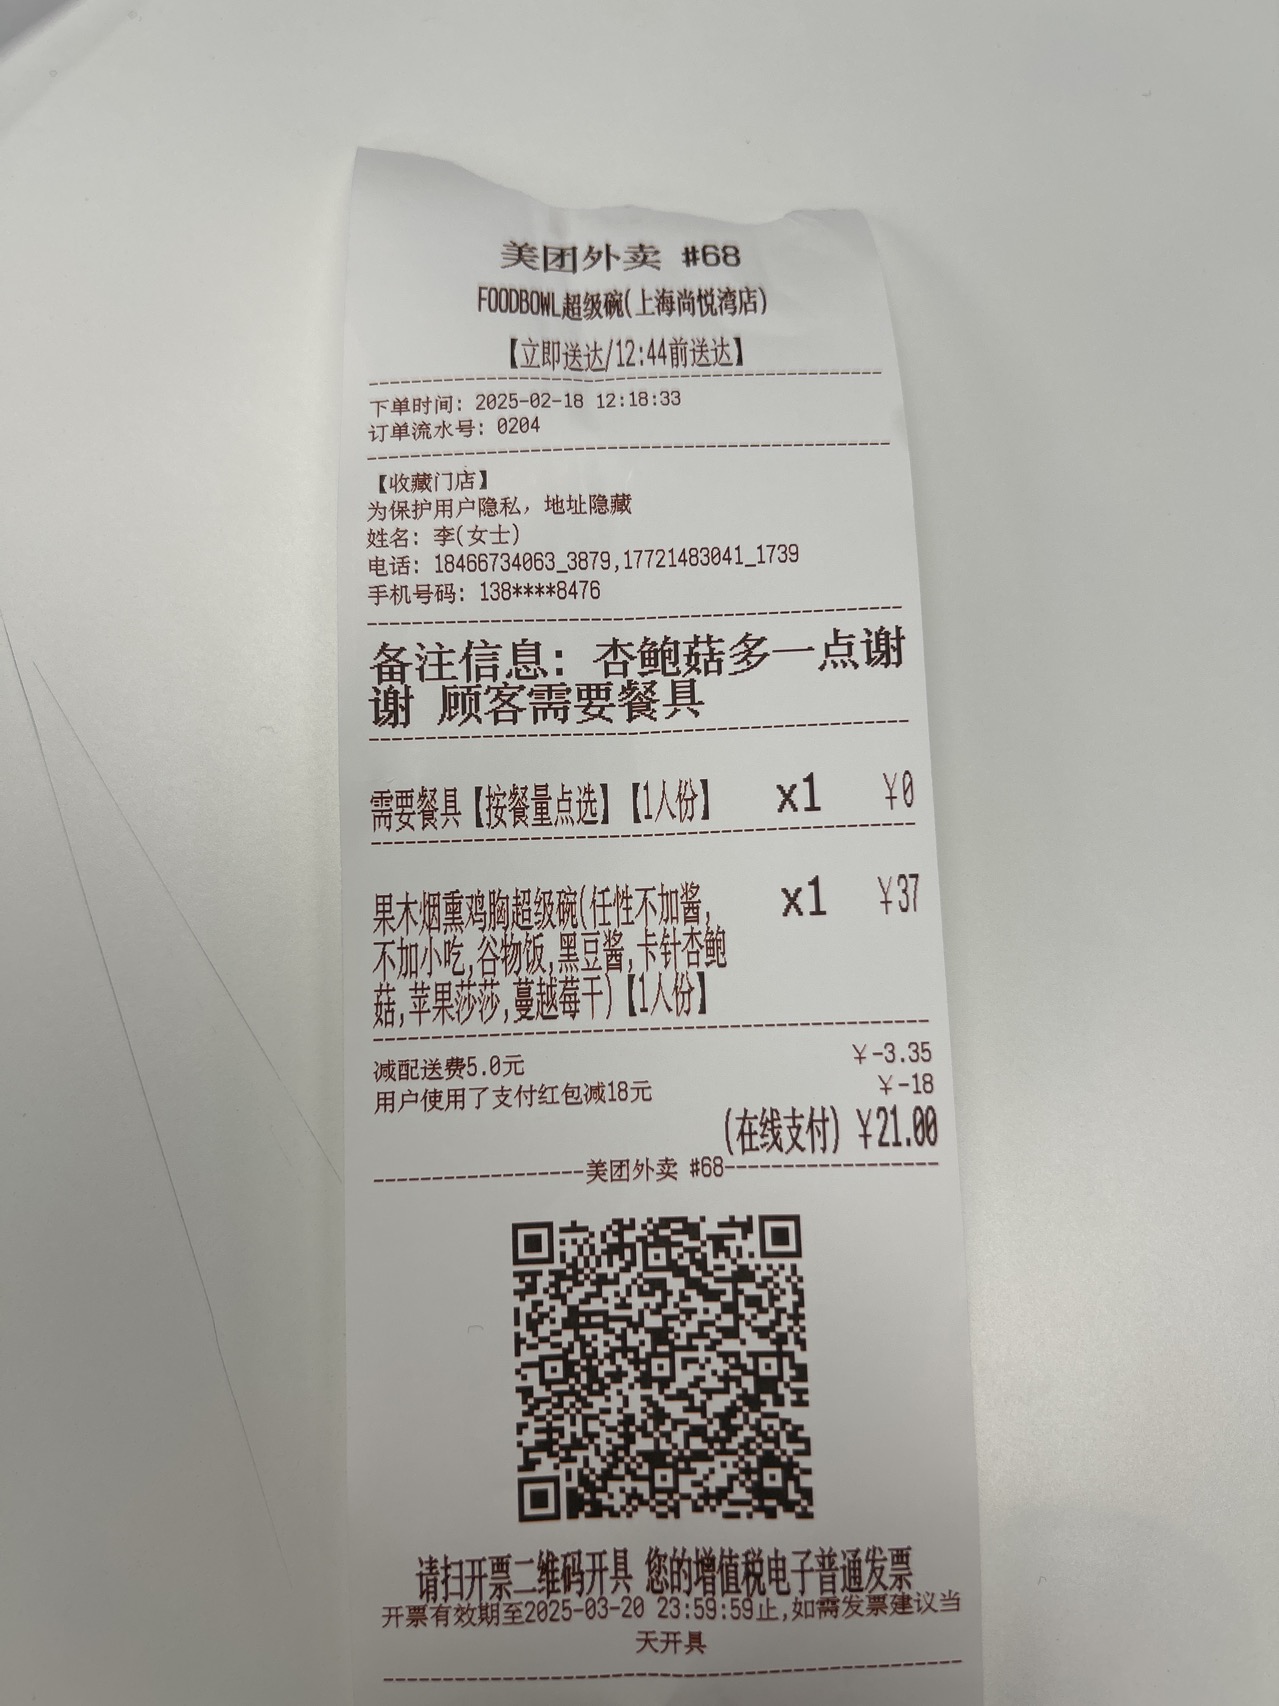 美团外卖 #68
FOODBOWL超级碗(上海尚悦湾店)
【立即送达/12:44前送达】
下单时间: 2025-02-18 12:18:33
订单流水号: 0204
【收藏门店】
为保护用户隐私，地址隐藏
姓名: 李(女士)
电话: 18466734063_3879,17721483041_1739
手机号码: 138****8476
备注信息: 杏鲍菇多一点谢
谢 顾客需要餐具
需要餐具【按餐量点选】【1人份】 x1 ￥0
果木烟熏鸡胸超级碗(任性不加酱, x1 ￥37
不加小吃,谷物饭,黑豆酱,卡针杏鲍
菇,苹果莎莎,蔓越莓干)【1人份】
减配送费5.0元 ￥-3.35
用户使用了支付红包减18元 ￥-18
(在线支付) ￥21.00
美团外卖 #68
请扫开票二维码开具 您的增值税电子普通发票
开票有效期至2025-03-20 23:59:59止,如需发票建议当
天开具